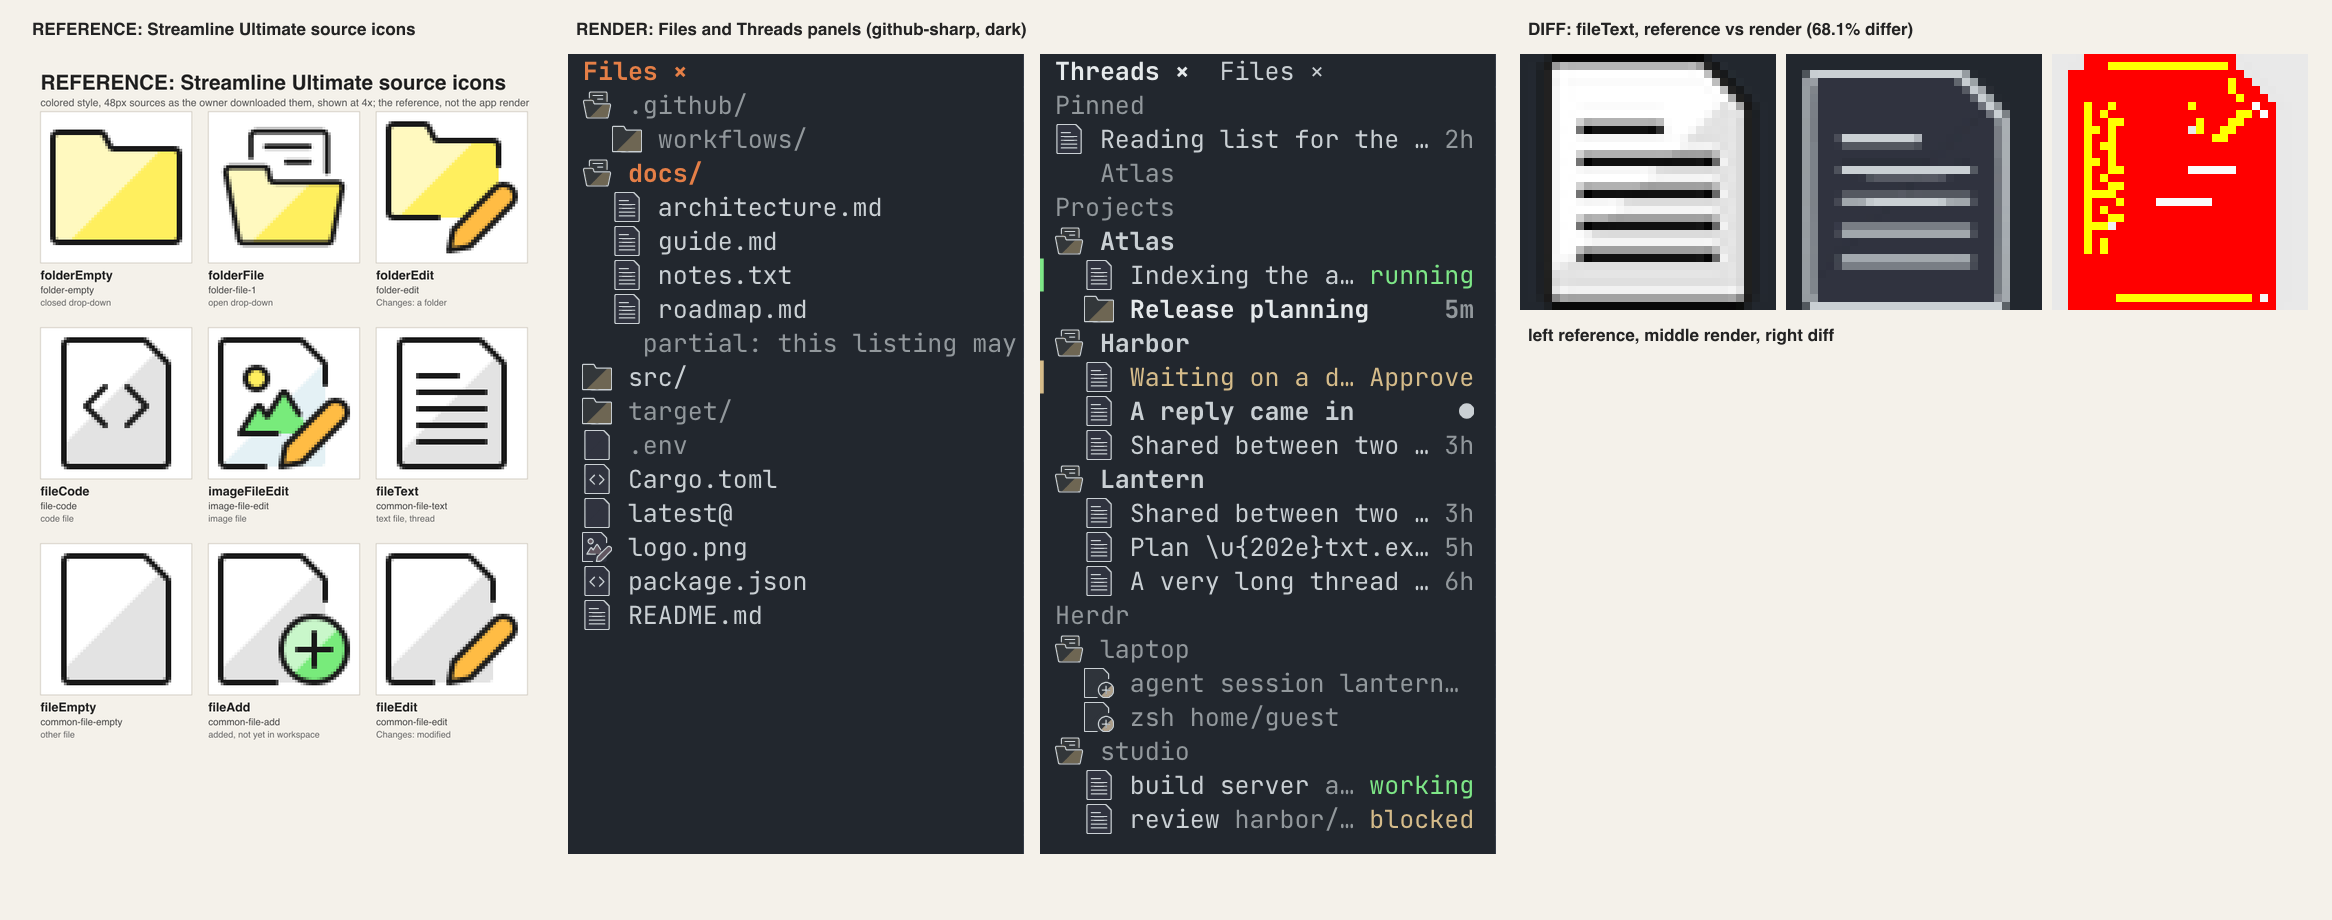 REFERENCE: Streamline Ultimate source icons
REFERENCE: Streamline Ultimate source icons
colored style, 48px sources as the owner downloaded them, shown at 4x; the reference, not the app render
folderEmpty
folder-empty
closed drop-down
folderFile
folder-file-1
open drop-down
folderEdit
folder-edit
Changes: a folder
fileCode
file-code
code file
imageFileEdit
image-file-edit
image file
fileText
common-file-text
text file, thread
fileEmpty
common-file-empty
other file
fileAdd
common-file-add
added, not yet in workspace
fileEdit
common-file-edit
Changes: modified
RENDER: Files and Threads panels (github-sharp, dark)
Files ×
.github/
workflows/
docs/
architecture.md
guide.md
notes.txt
roadmap.md
partial: this listing may
src/
target/
.env
Cargo.toml
latest@
logo.png
package.json
README.md
Threads × Files ×
Pinned
Reading list for the … 2h
Atlas
Projects
Atlas
Indexing the a… running
Release planning 5m
Harbor
Waiting on a d… Approve
A reply came in
Shared between two … 3h
Lantern
Shared between two … 3h
Plan \u{202e}txt.ex… 5h
A very long thread … 6h
Herdr
laptop
agent session lantern…
zsh home/guest
studio
build server a… working
review harbor/… blocked
DIFF: fileText, reference vs render (68.1% differ)
left reference, middle render, right diff